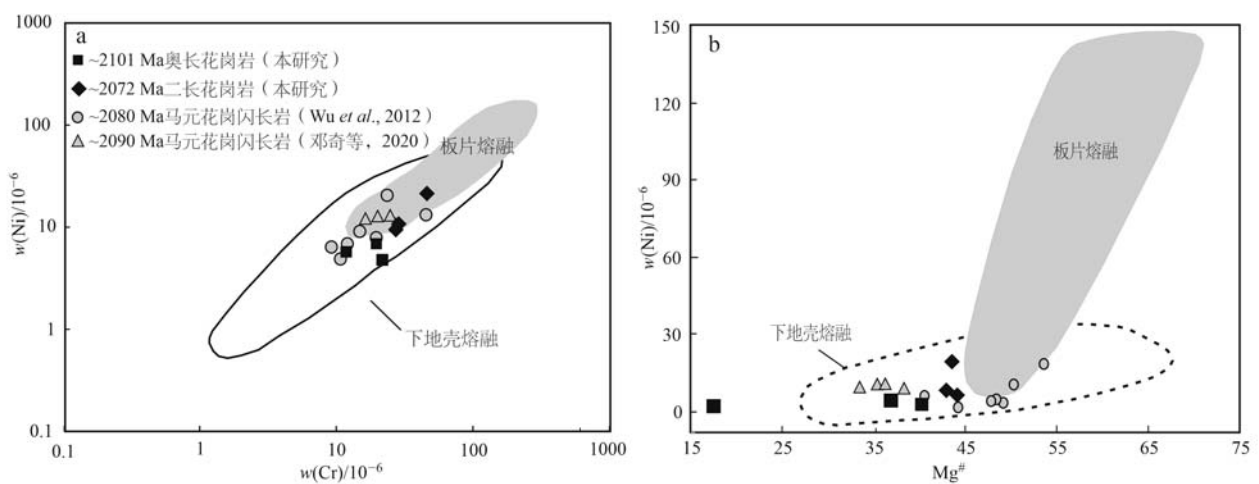 a
■ ~2101 Ma奥长花岗岩（本研究）
◆ ~2072 Ma二长花岗岩（本研究）
~2080 Ma马元花岗闪长岩（Wu et al., 2012）
~2090 Ma马元花岗闪长岩（邓奇等，2020）
板片熔融
下地壳熔融
1000
100
10
1
0.1
w(Ni)/10⁻⁶
0.1 1 10 100 1000
w(Cr)/10⁻⁶
b
板片熔融
下地壳熔融
150
120
90
60
30
0
w(Ni)/10⁻⁶
15 25 35 45 55 65 75
Mg#